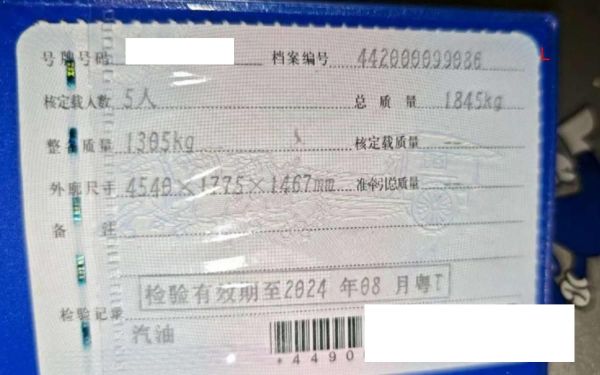 号牌号码 档案编号 442000099086
核定载人数 5人 总质量 1845kg
整备质量 1305kg 核定载质量 --
外廓尺寸 4540×1775×1467mm 准牵引总质量 --
备注
检验有效期至2024年08月粤T
检验记录
汽油
*4490